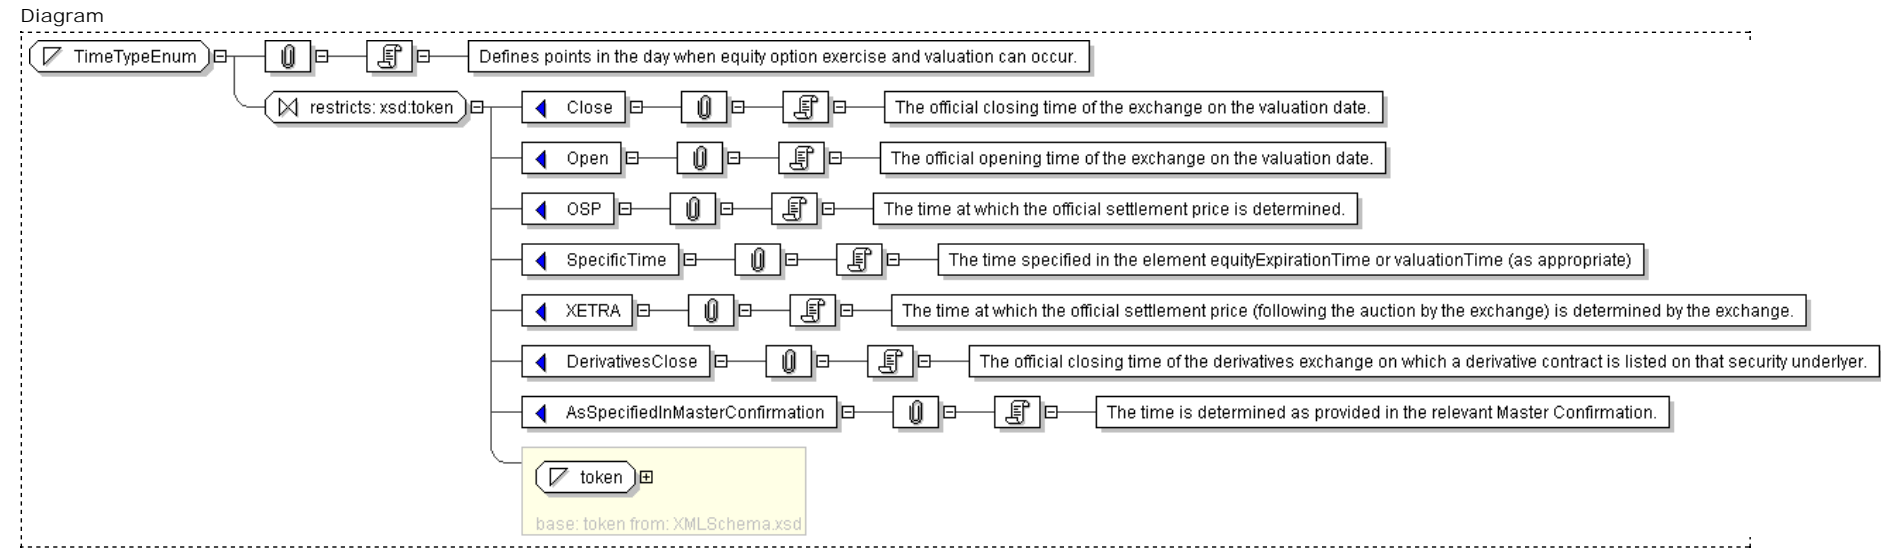 Diagram
TimeTypeEnum Defines points in the day when equity option exercise and valuation can occur.
restricts: xsd:token Close The official closing time of the exchange on the valuation date.
Open The official opening time of the exchange on the valuation date.
OSP The time at which the official settlement price is determined.
SpecificTime The time specified in the element equityExpirationTime or valuationTime (as appropriate)
XETRA The time at which the official settlement price (following the auction by the exchange) is determined by the exchange.
DerivativesClose The official closing time of the derivatives exchange on which a derivative contract is listed on that security underlyer.
AsSpecifiedInMasterConfirmation The time is determined as provided in the relevant Master Confirmation.
token
base: token from: XMLSchema.xsd